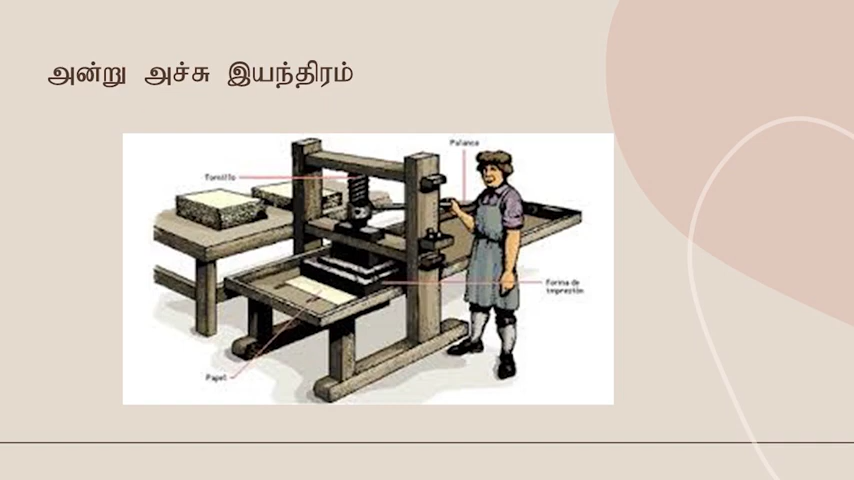 அன்று அச்சு இயந்திரம்
Palanca
Tornillo
Forma de
impresión
Papel